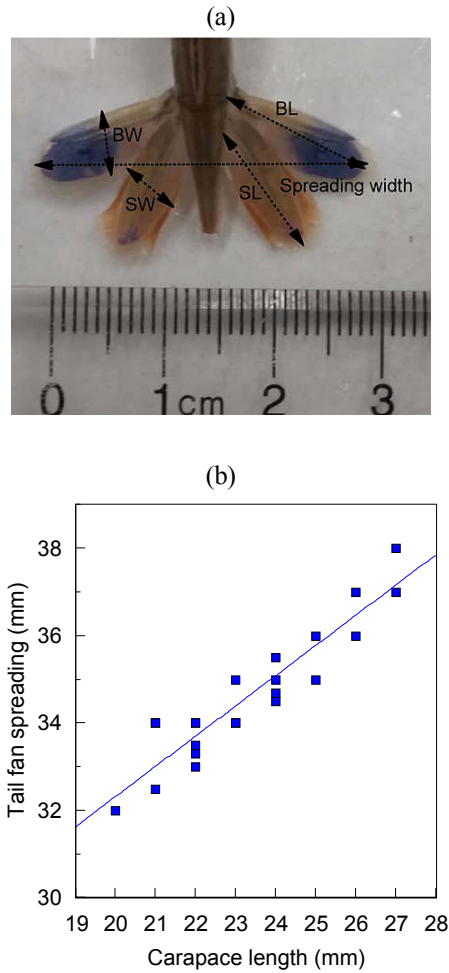 (a)
BW
BL
Spreading width
SW
SL
0 1cm 2 3
(b)
Tail fan spreading (mm)
38
36
34
32
30
19 20 21 22 23 24 25 26 27 28
Carapace length (mm)